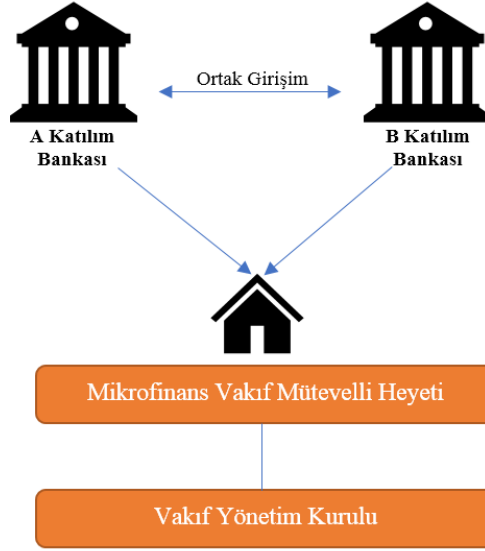 Ortak Girişim
A Katılım
Bankası
B Katılım
Bankası
Mikrofinans Vakıf Mütevelli Heyeti
Vakıf Yönetim Kurulu